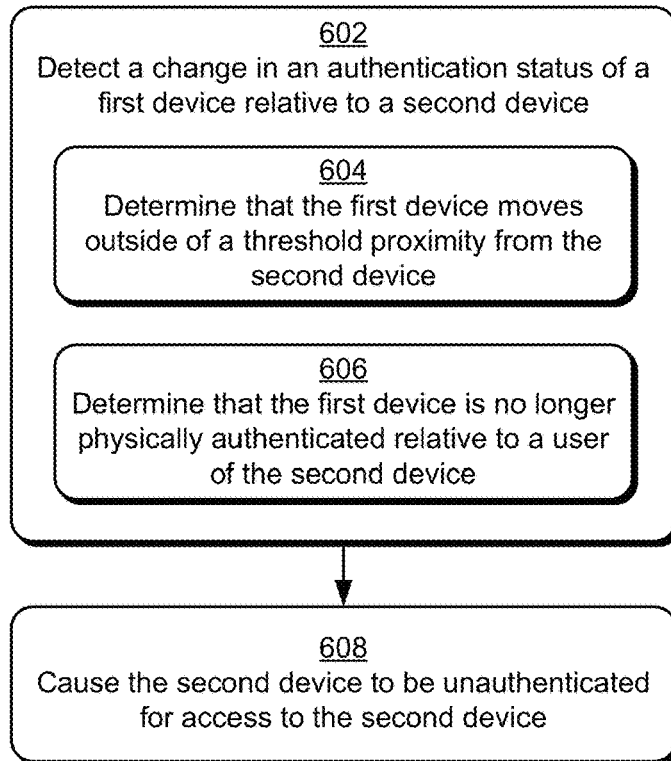 602
Detect a change in an authentication status of a
first device relative to a second device
604
Determine that the first device moves
outside of a threshold proximity from the
second device
606
Determine that the first device is no longer
physically authenticated relative to a user
of the second device
608
Cause the second device to be unauthenticated
for access to the second device